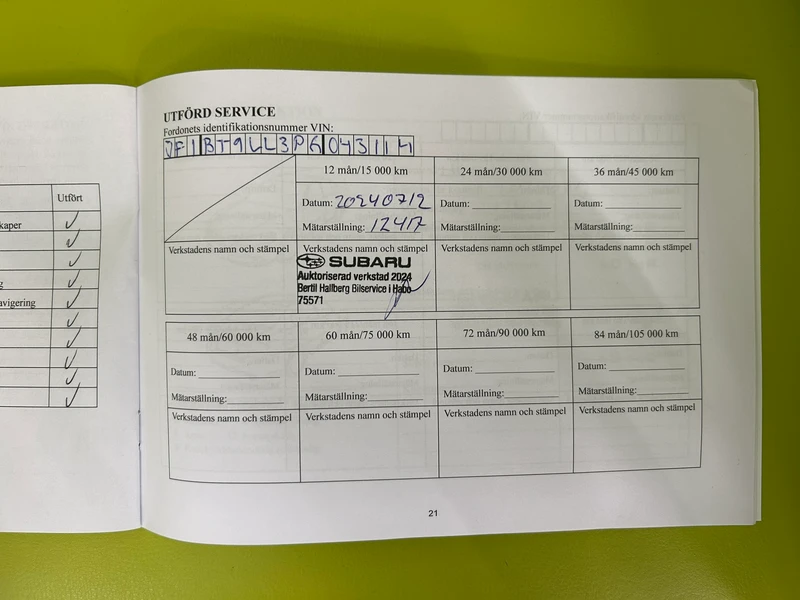 Utfört
kaper
g
avigering
UTFÖRD SERVICE
Fordonets identifikationsnummer VIN:
12 mån/15 000 km
24 mån/30 000 km
36 mån/45 000 km
Datum: 20240712
Datum:
Datum:
Mätarställning: 12417
Mätarställning:
Mätarställning:
Verkstadens namn och stämpel
Verkstadens namn och stämpel
Verkstadens namn och stämpel
Verkstadens namn och stämpel
SUBARU
Auktoriserad verkstad 2024
Bertil Hallberg Bilservice i Habo
75571
48 mån/60 000 km
60 mån/75 000 km
72 mån/90 000 km
84 mån/105 000 km
Datum:
Datum:
Datum:
Datum:
Mätarställning:
Mätarställning:
Mätarställning:
Mätarställning:
Verkstadens namn och stämpel
Verkstadens namn och stämpel
Verkstadens namn och stämpel
Verkstadens namn och stämpel
21